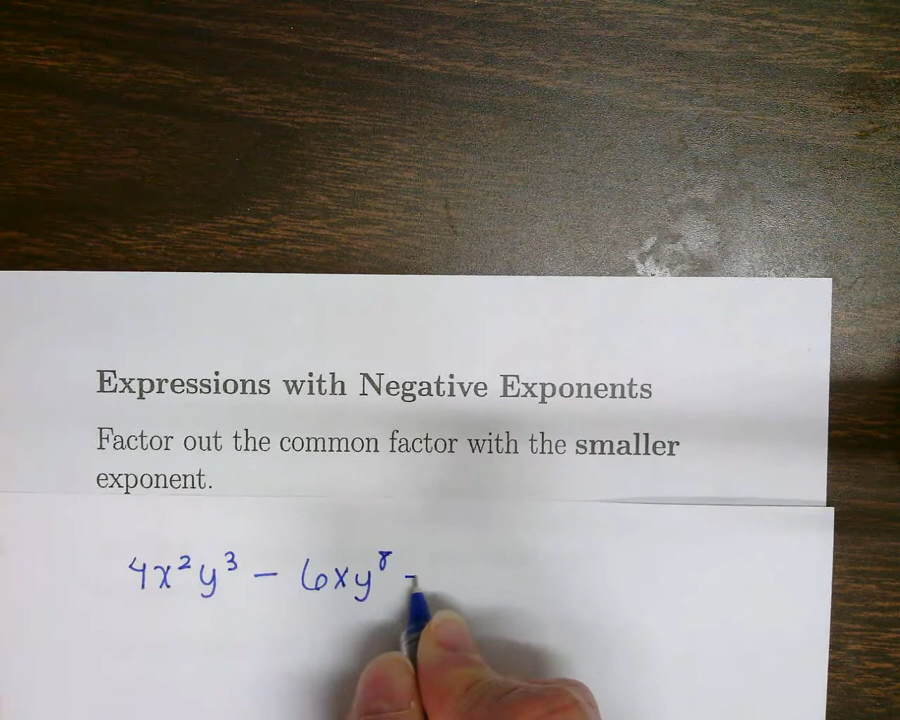 Expressions with Negative Exponents
Factor out the common factor with the smaller
exponent.
4x²y³ - 6xy⁸ -